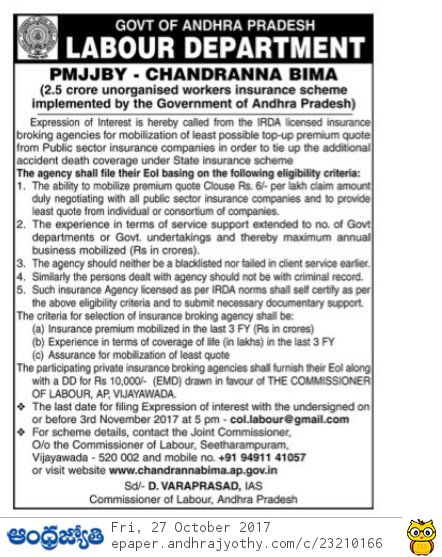 GOVT OF ANDHRA PRADESH
LABOUR DEPARTMENT
PMJJBY - CHANDRANNA BIMA
(2.5 crore unorganised workers insurance scheme
implemented by the Government of Andhra Pradesh)
Expression of Interest is hereby called from the IRDA licensed insurance
broking agencies for mobilization of least possible top-up premium quote
from Public sector insurance companies in order to tie up the additional
accident death coverage under State insurance scheme
The agency shall file their EoI basing on the following eligibility criteria:
1. The ability to mobilize premium quote Clouse Rs. 6/- per lakh claim amount
duly negotiating with all public sector insurance companies and to provide
least quote from individual or consortium of companies.
2. The experience in terms of service support extended to no. of Govt
departments or Govt. undertakings and thereby maximum annual
business mobilized (Rs in crores).
3. The agency should neither be a blacklisted nor failed in client service earlier.
4. Similarly the persons dealt with agency should not be with criminal record.
5. Such insurance Agency licensed as per IRDA norms shall self certify as per
the above eligibility criteria and to submit necessary documentary support.
The criteria for selection of insurance broking agency shall be:
(a) Insurance premium mobilized in the last 3 FY (Rs in crores)
(b) Experience in terms of coverage of life (in lakhs) in the last 3 FY
(c) Assurance for mobilization of least quote
The participating private insurance broking agencies shall furnish their EoI along
with a DD for Rs 10,000/- (EMD) drawn in favour of THE COMMISSIONER
OF LABOUR, AP, VIJAYAWADA.
❖ The last date for filing Expression of interest with the undersigned on
or before 3rd November 2017 at 5 pm - col.labour@gmail.com
❖ For scheme details, contact the Joint Commissioner,
O/o the Commissioner of Labour, Seetharampuram,
Vijayawada - 520 002 and mobile no. +91 94911 41057
or visit website www.chandrannabima.ap.gov.in
Sd/- D. VARAPRASAD, IAS
Commissioner of Labour, Andhra Pradesh
ఆంధ్రజ్యోతి
Fri, 27 October 2017
epaper.andhrajyothy.com/c/23210166